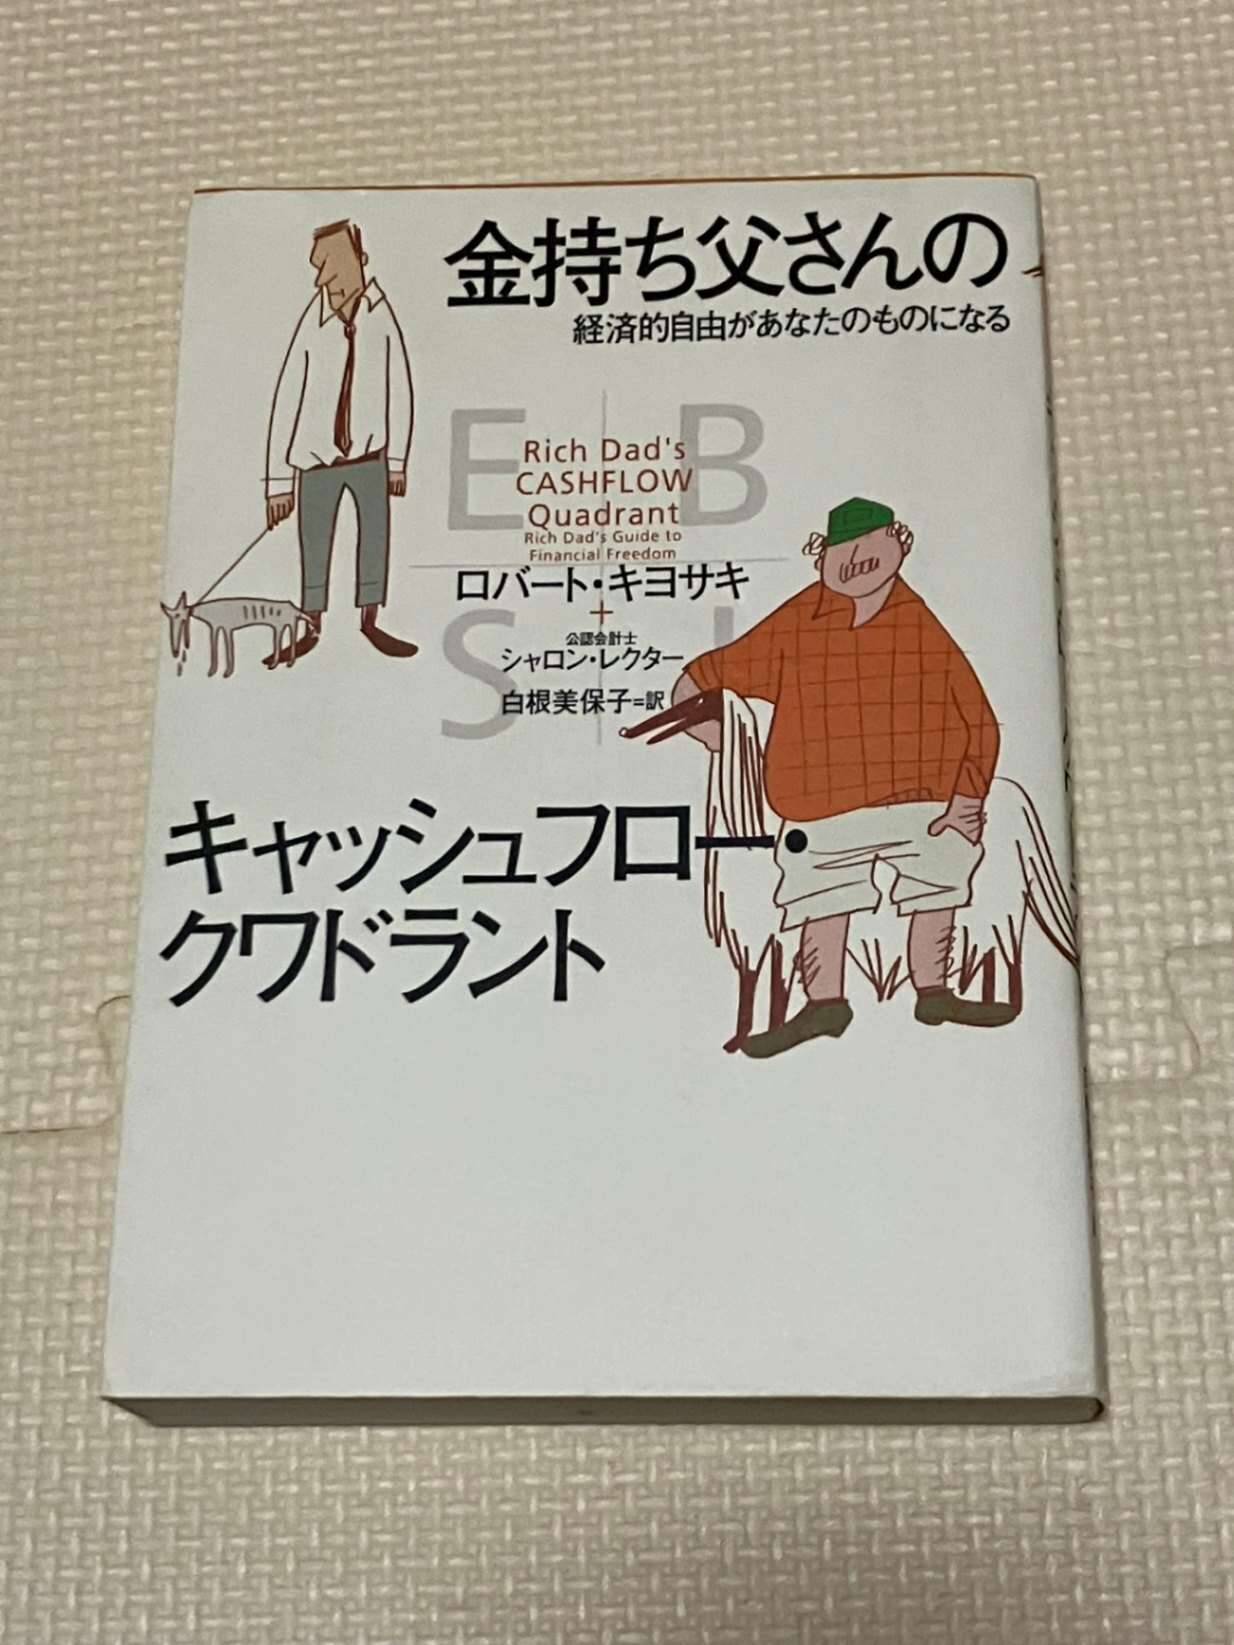 金持ち父さんの
経済的自由があなたのものになる
E B
Rich Dad's
CASHFLOW
Quadrant
Rich Dad's Guide to
Financial Freedom
ロバート・キヨサキ
+
公認会計士
シャロン・レクター
白根美保子=訳
S I
キャッシュフロー・
クワドラント